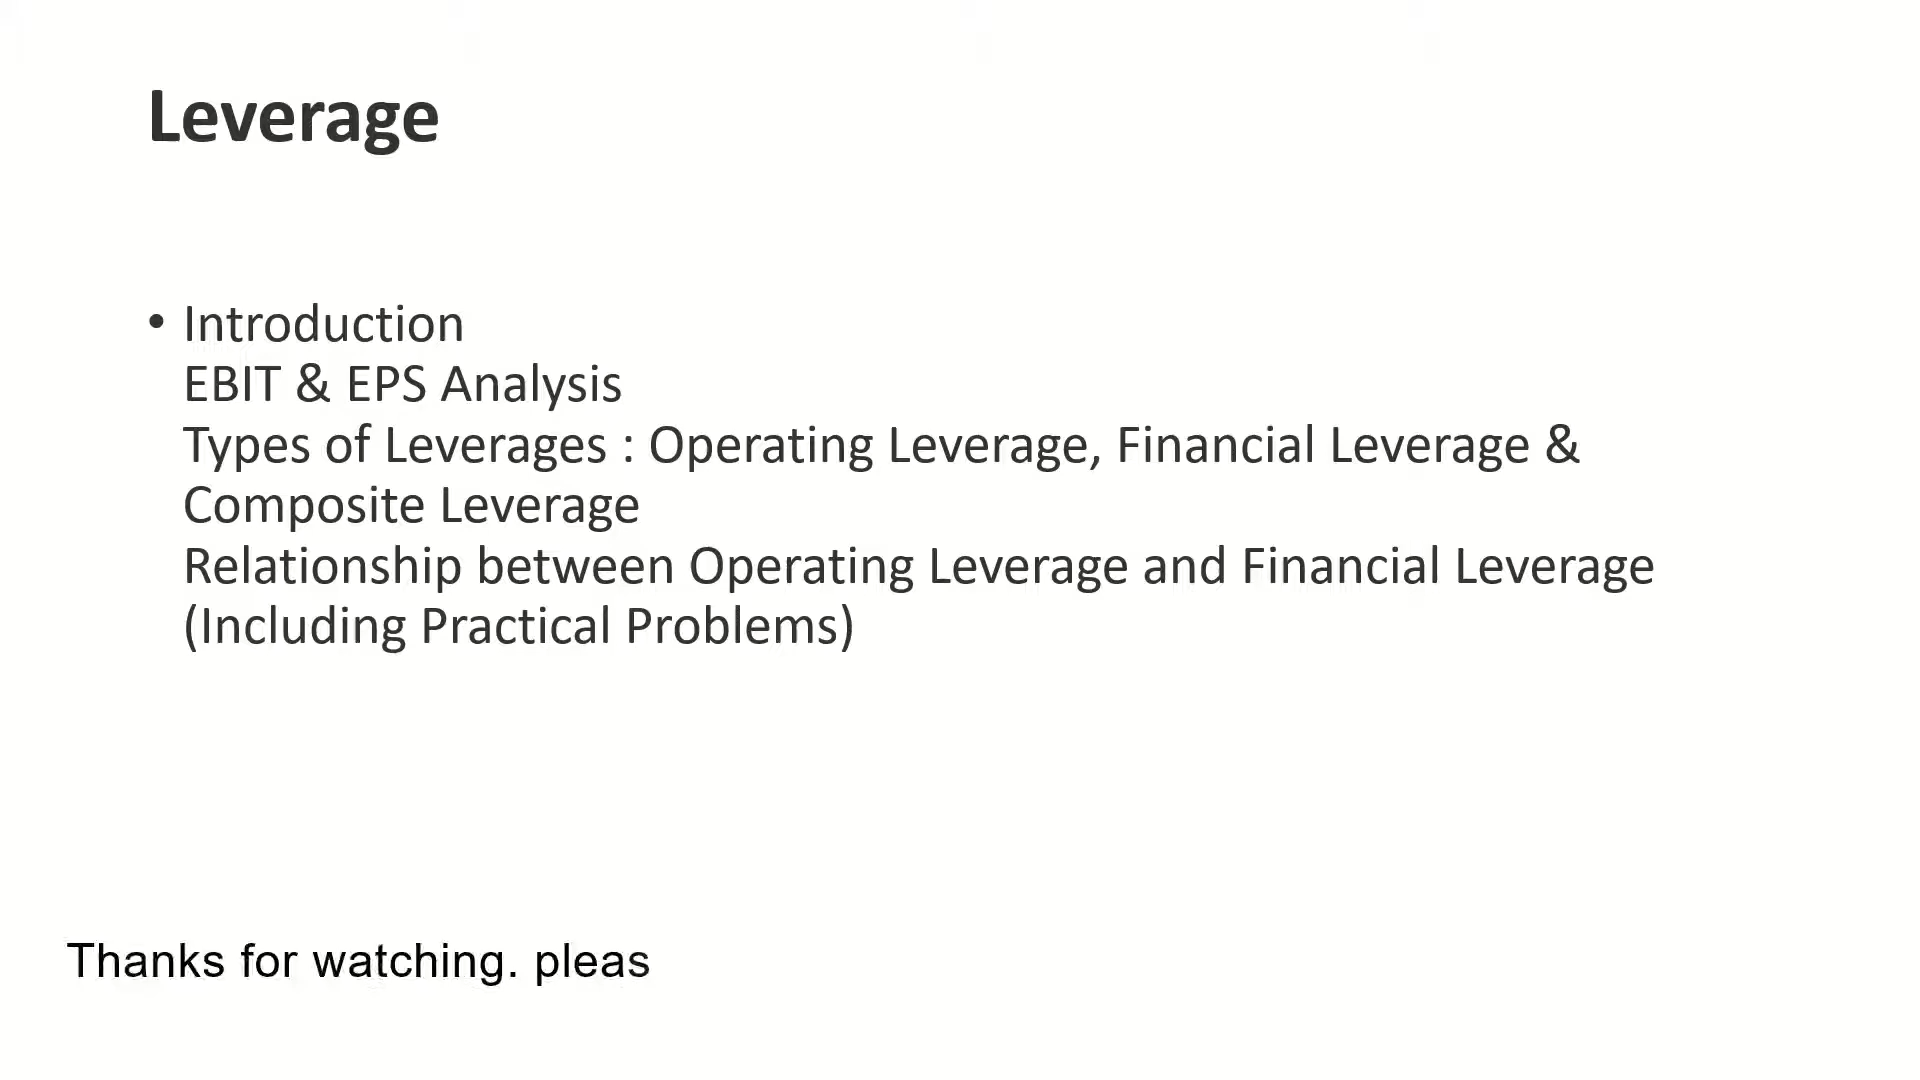 Leverage
• Introduction
EBIT & EPS Analysis
Types of Leverages : Operating Leverage, Financial Leverage &
Composite Leverage
Relationship between Operating Leverage and Financial Leverage
(Including Practical Problems)
Thanks for watching. pleas